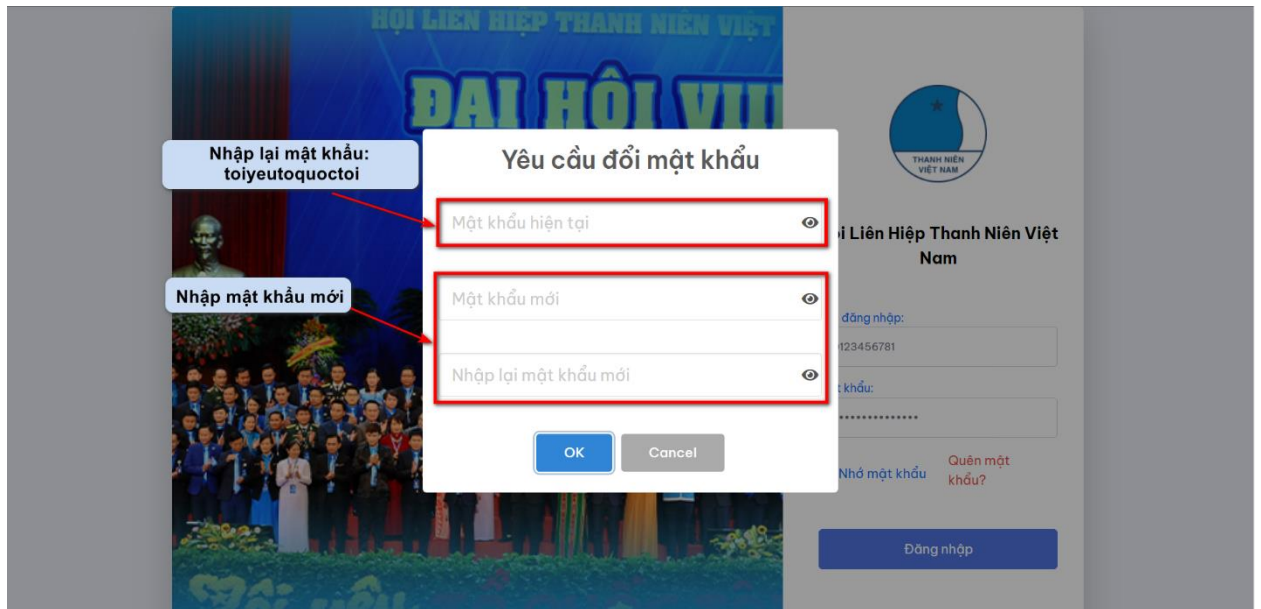 HỘI LIÊN HIỆP THANH NIÊN VIỆT
ĐẠI HỘI VIII
Nhập lại mật khẩu:
toiyeutoquoctoi
Yêu cầu đổi mật khẩu
Mật khẩu hiện tại
Nhập mật khẩu mới
Mật khẩu mới
Nhập lại mật khẩu mới
OK
Cancel
THANH NIÊN
VIỆT NAM
i Liên Hiệp Thanh Niên Việt
Nam
đăng nhập:
0123456781
khẩu:
Nhớ mật khẩu
Quên mật
khẩu?
Đăng nhập